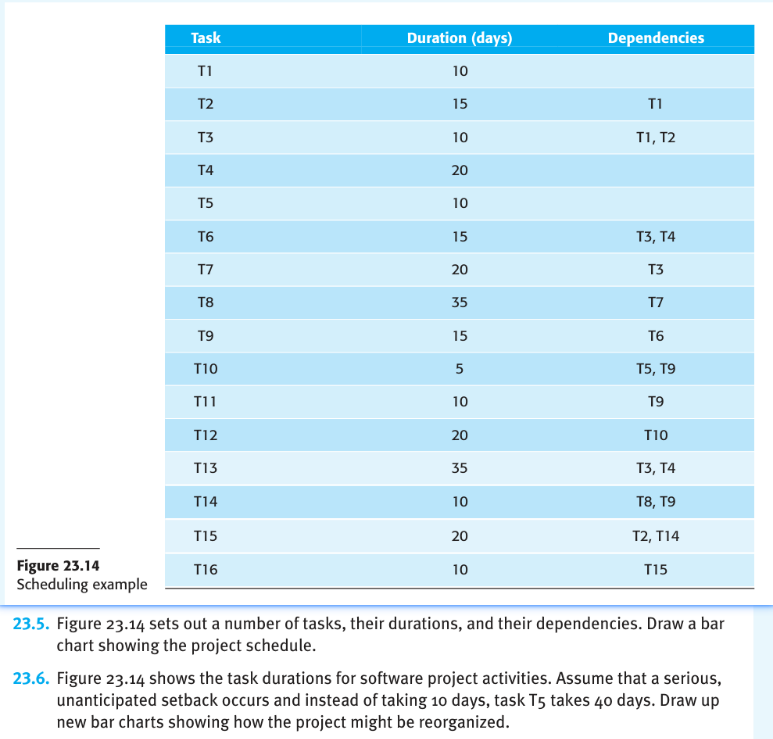 Task Duration (days) Dependencies
T1 10
T2 15 T1
T3 10 T1, T2
T4 20
T5 10
T6 15 T3, T4
T7 20 T3
T8 35 T7
T9 15 T6
T10 5 T5, T9
T11 10 T9
T12 20 T10
T13 35 T3, T4
T14 10 T8, T9
T15 20 T2, T14
T16 10 T15
Figure 23.14
Scheduling example
23.5. Figure 23.14 sets out a number of tasks, their durations, and their dependencies. Draw a bar
chart showing the project schedule.
23.6. Figure 23.14 shows the task durations for software project activities. Assume that a serious,
unanticipated setback occurs and instead of taking 10 days, task T5 takes 40 days. Draw up
new bar charts showing how the project might be reorganized.